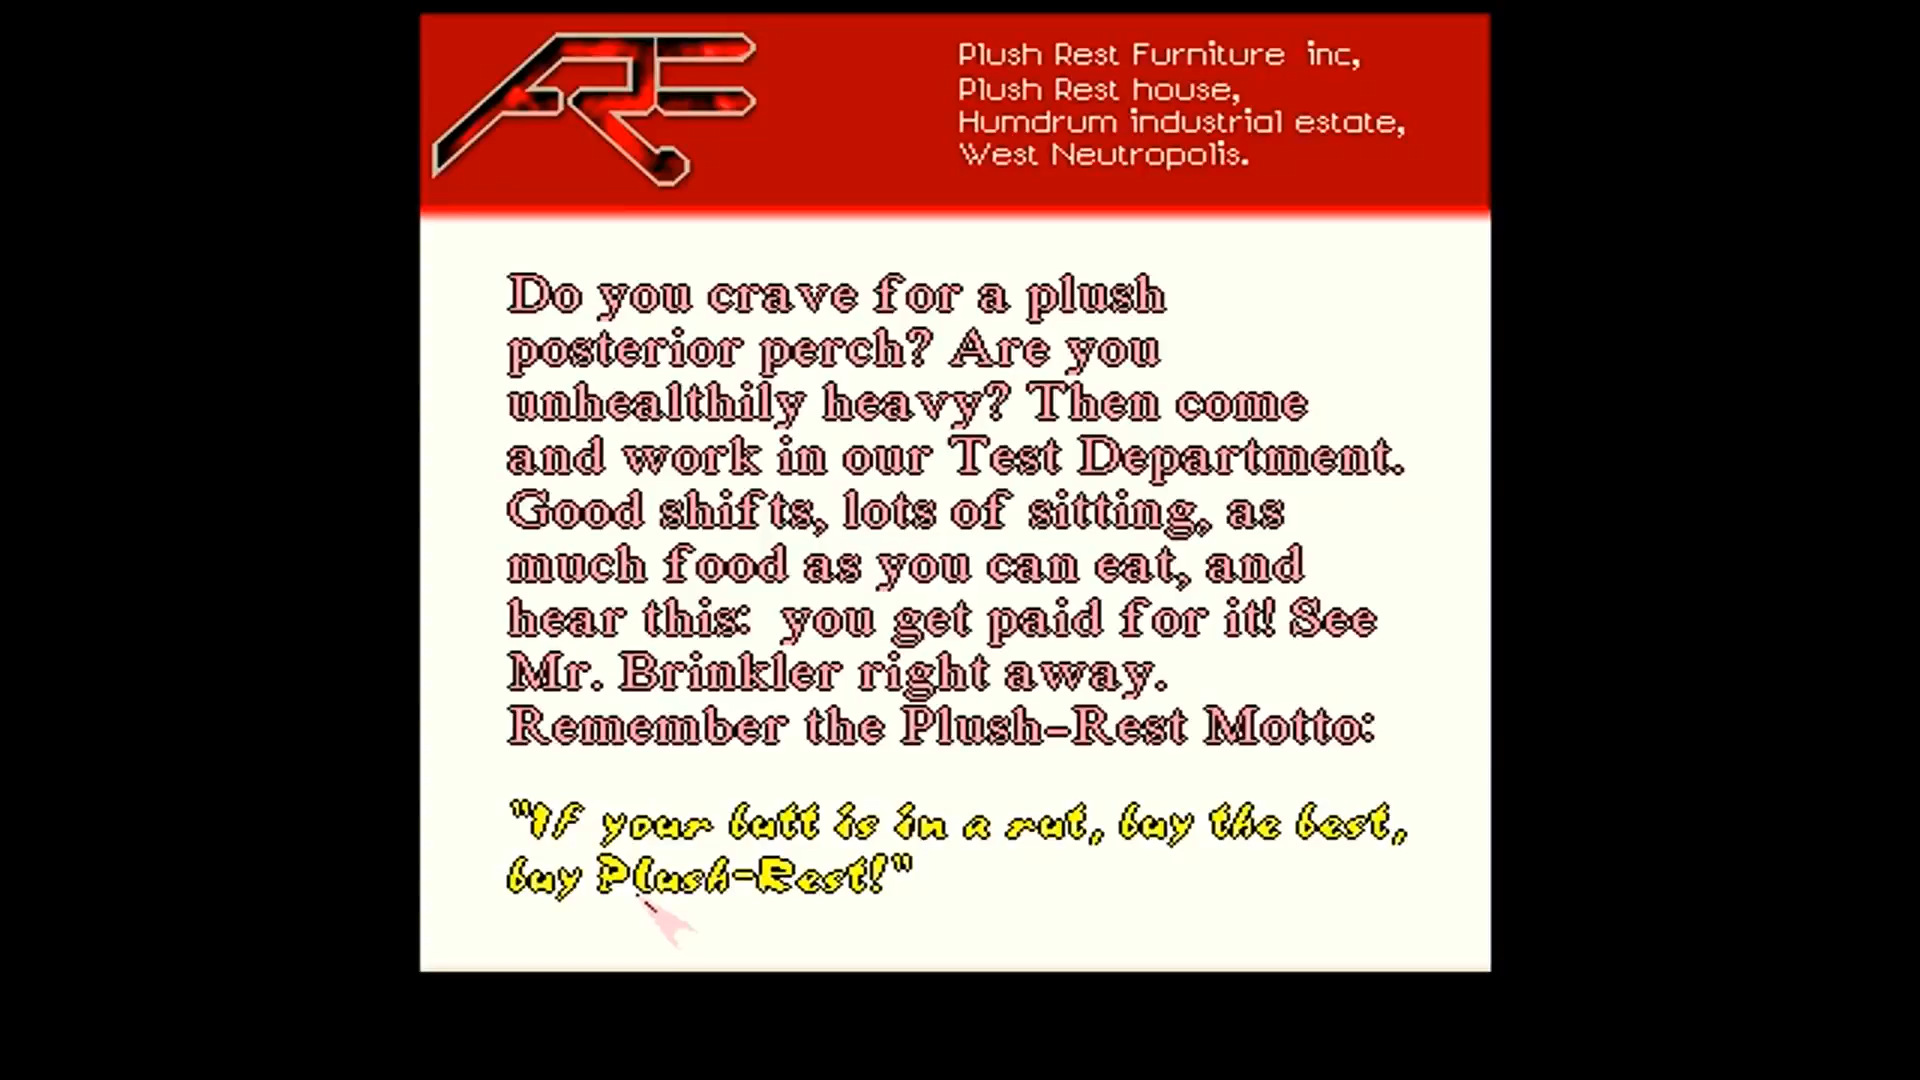 Plush Rest Furniture inc,
Plush Rest house,
Humdrum industrial estate,
West Neutropolis.
Do you crave for a plush
posterior perch? Are you
unhealthily heavy? Then come
and work in our Test Department.
Good shifts, lots of sitting, as
much food as you can eat, and
hear this: you get paid for it! See
Mr. Brinkler right away.
Remember the Plush-Rest Motto:
"If your butt is in a rut, buy the best,
buy Plush-Rest!"